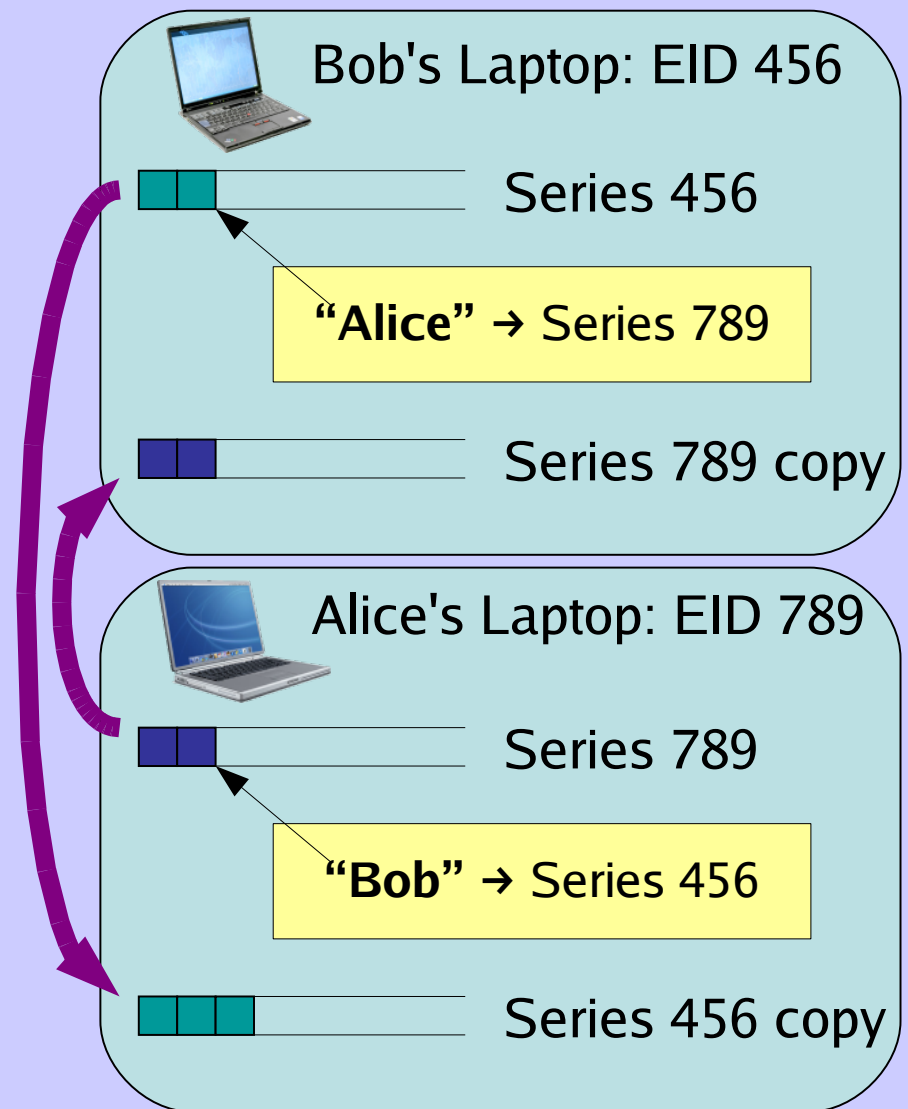 Bob's Laptop: EID 456
Series 456
“Alice” → Series 789
Series 789 copy
Alice's Laptop: EID 789
Series 789
“Bob” → Series 456
Series 456 copy